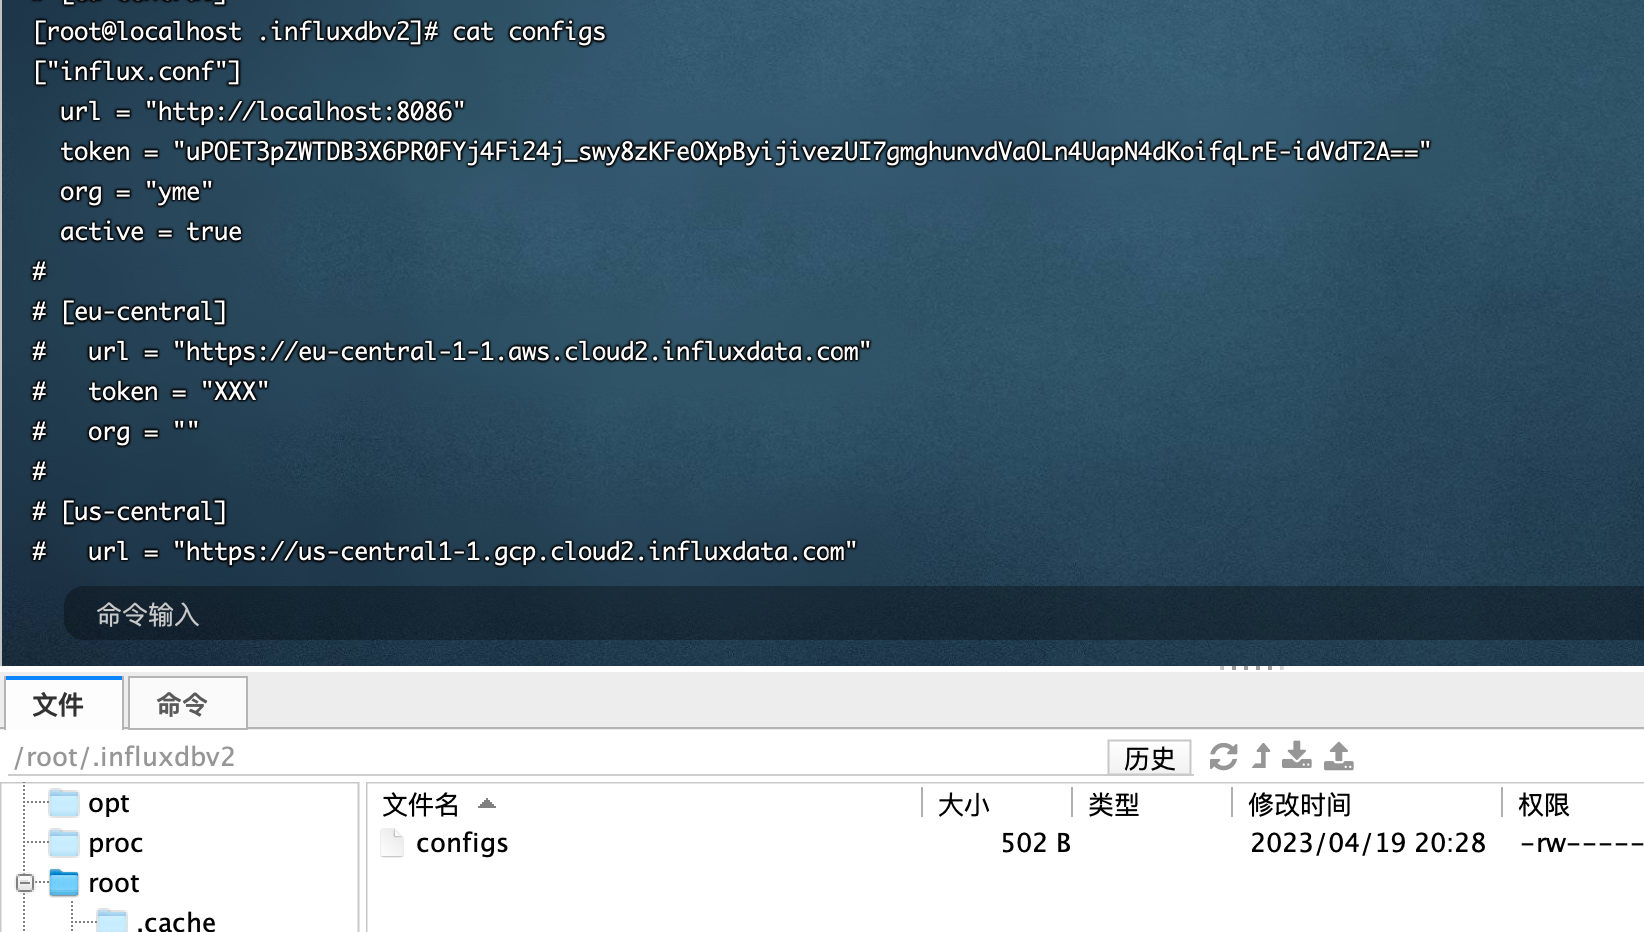 [root@localhost .influxdbv2]# cat configs
["influx.conf"]
url = "http://localhost:8086"
token = "uPOET3pZWTDB3X6PR0FYj4Fi24j_swy8zKFeOXpByijivezUI7gmghunvdVaOLn4UapN4dKoifqLrE-idVdT2A=="
org = "yme"
active = true
#
# [eu-central]
# url = "https://eu-central-1-1.aws.cloud2.influxdata.com"
# token = "XXX"
# org = ""
#
# [us-central]
# url = "https://us-central1-1.gcp.cloud2.influxdata.com"
命令输入
文件 命令
/root/.influxdbv2 历史
opt
proc
root
.cache
文件名 大小 类型 修改时间 权限
configs 502 B 2023/04/19 20:28 -rw-----